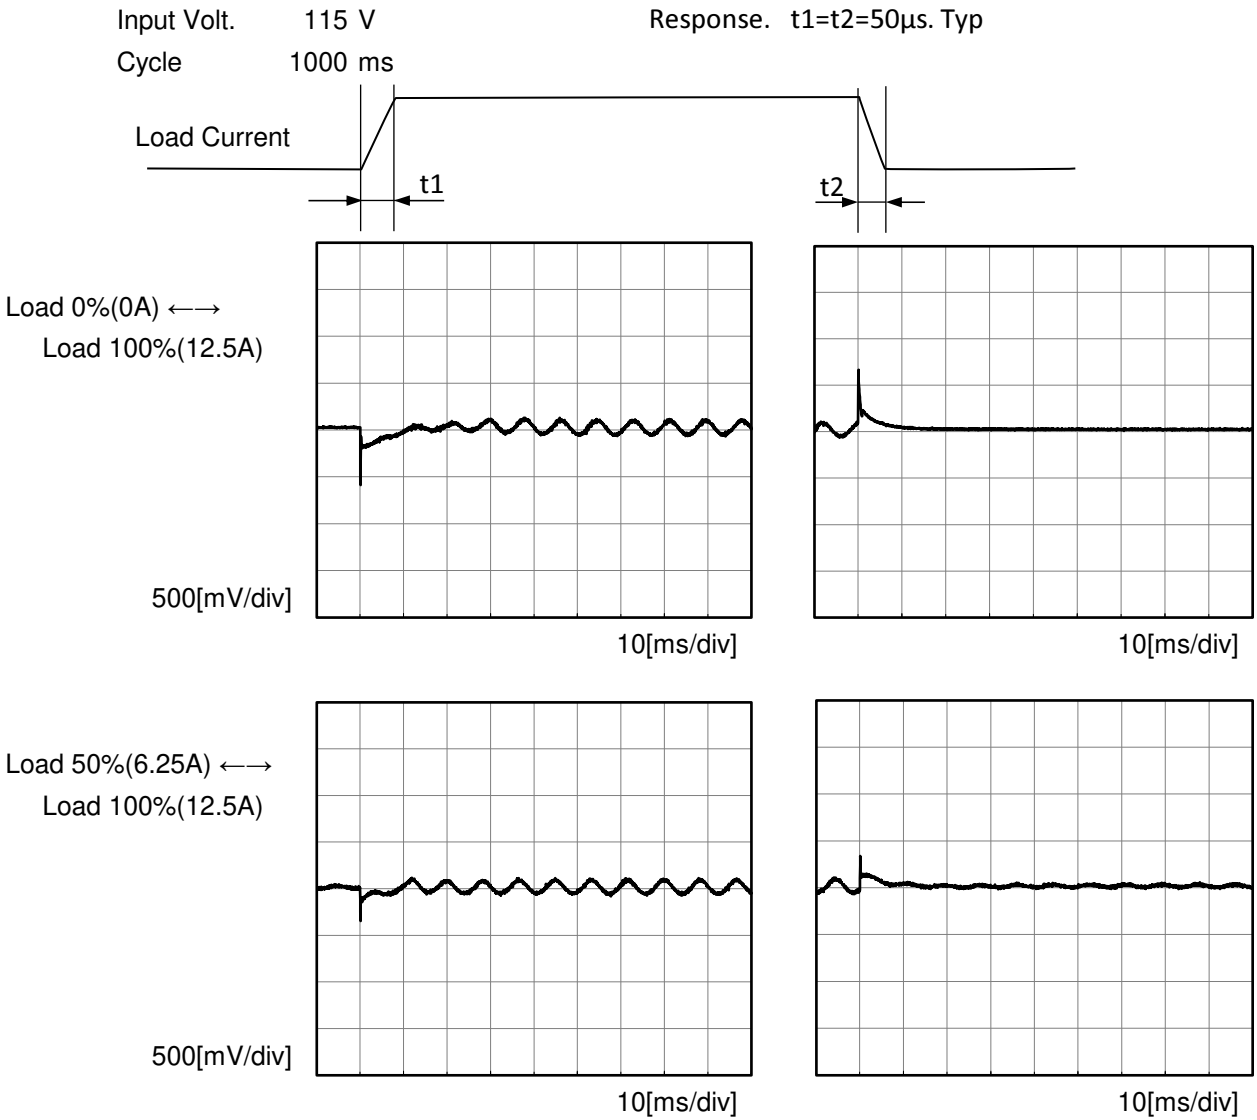 Input Volt. 115 V Response. t1=t2=50µs. Typ
Cycle 1000 ms
Load Current
t1
t2
Load 0%(0A) ←→
Load 100%(12.5A)
500[mV/div]
10[ms/div] 10[ms/div]
Load 50%(6.25A) ←→
Load 100%(12.5A)
500[mV/div]
10[ms/div] 10[ms/div]